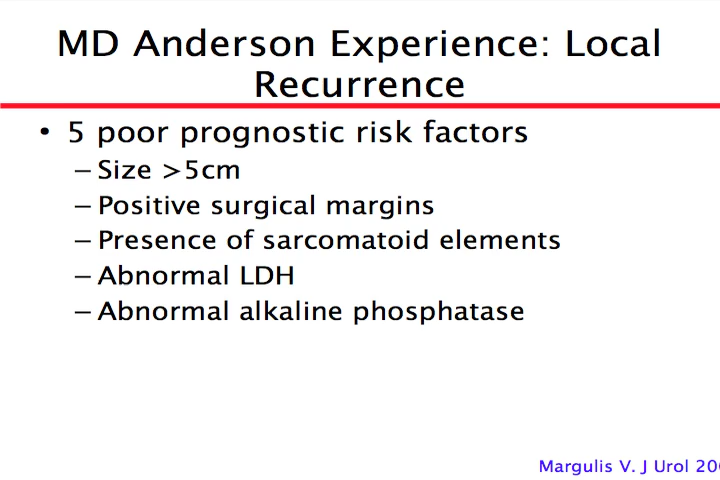 MD Anderson Experience: Local
Recurrence
• 5 poor prognostic risk factors
– Size >5cm
– Positive surgical margins
– Presence of sarcomatoid elements
– Abnormal LDH
– Abnormal alkaline phosphatase
Margulis V. J Urol